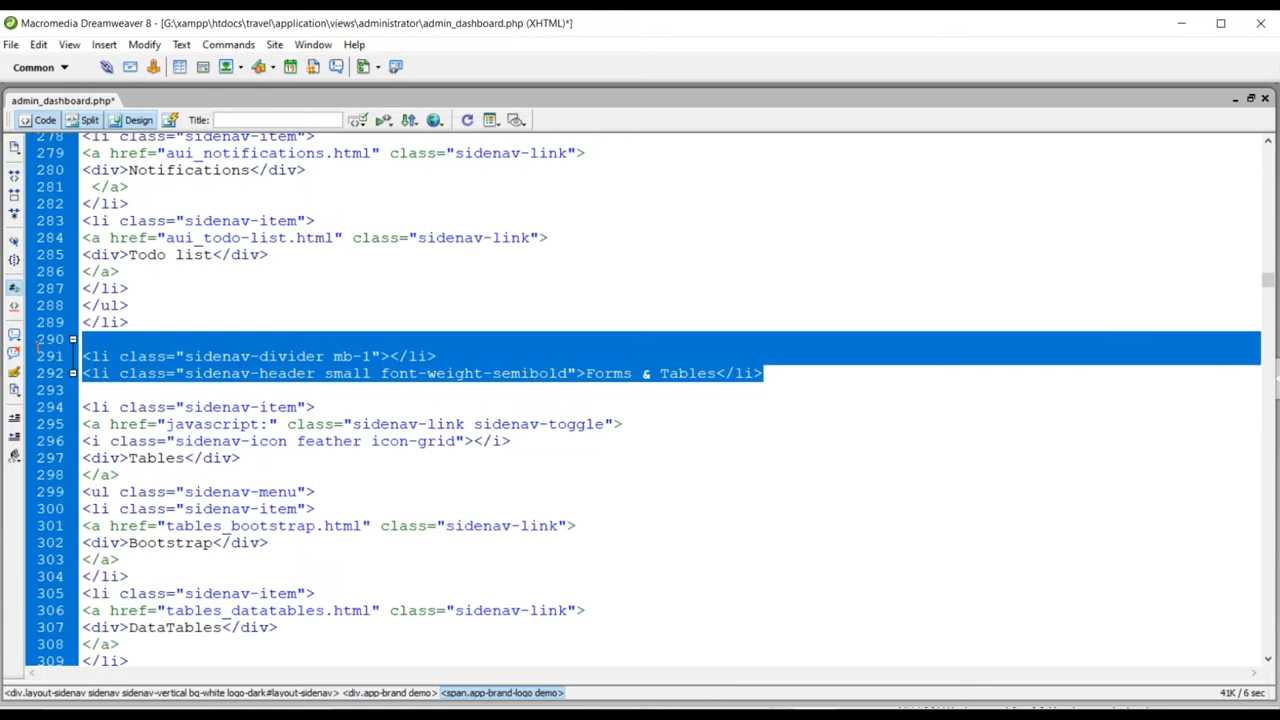 Macromedia Dreamweaver 8 - [G:\xampp\htdocs\travel\application\views\administrator\admin_dashboard.php (XHTML)*]
File Edit View Insert Modify Text Commands Site Window Help
Common
admin_dashboard.php*
Code Split Design Title:
278 <li class="sidenav-item">
279 <a href="aui_notifications.html" class="sidenav-link">
280 <div>Notifications</div>
281 </a>
282 </li>
283 <li class="sidenav-item">
284 <a href="aui_todo-list.html" class="sidenav-link">
285 <div>Todo list</div>
286 </a>
287 </li>
288 </ul>
289 </li>
290
291 <li class="sidenav-divider mb-1"></li>
292 <li class="sidenav-header small font-weight-semibold">Forms & Tables</li>
293
294 <li class="sidenav-item">
295 <a href="javascript:" class="sidenav-link sidenav-toggle">
296 <i class="sidenav-icon feather icon-grid"></i>
297 <div>Tables</div>
298 </a>
299 <ul class="sidenav-menu">
300 <li class="sidenav-item">
301 <a href="tables_bootstrap.html" class="sidenav-link">
302 <div>Bootstrap</div>
303 </a>
304 </li>
305 <li class="sidenav-item">
306 <a href="tables_datatables.html" class="sidenav-link">
307 <div>DataTables</div>
308 </a>
309 </li>
<div.layout-sidenav sidenav sidenav-vertical bg-white logo-dark#layout-sidenav> <div.app-brand demo> <span.app-brand-logo demo> 41K / 6 sec